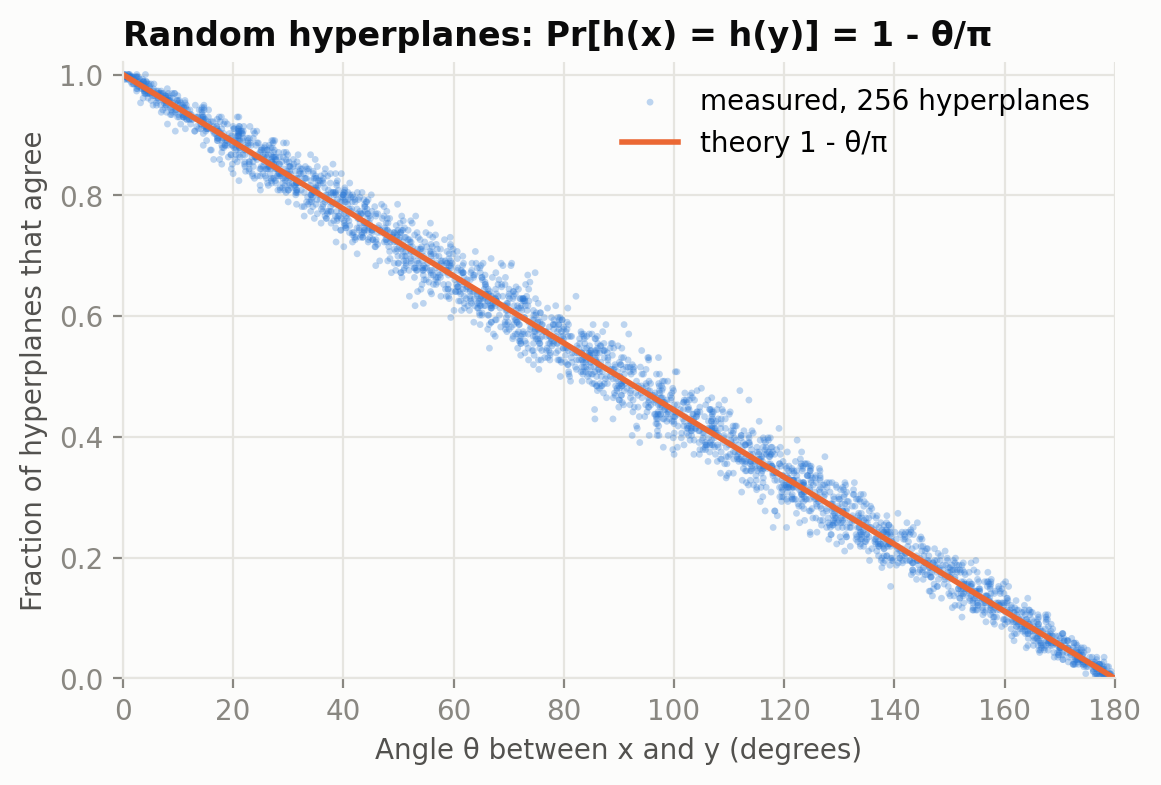 Random hyperplanes: Pr[h(x) = h(y)] = 1 - θ/π
measured, 256 hyperplanes
theory 1 - θ/π
Fraction of hyperplanes that agree
1.0
0.8
0.6
0.4
0.2
0.0
0 20 40 60 80 100 120 140 160 180
Angle θ between x and y (degrees)